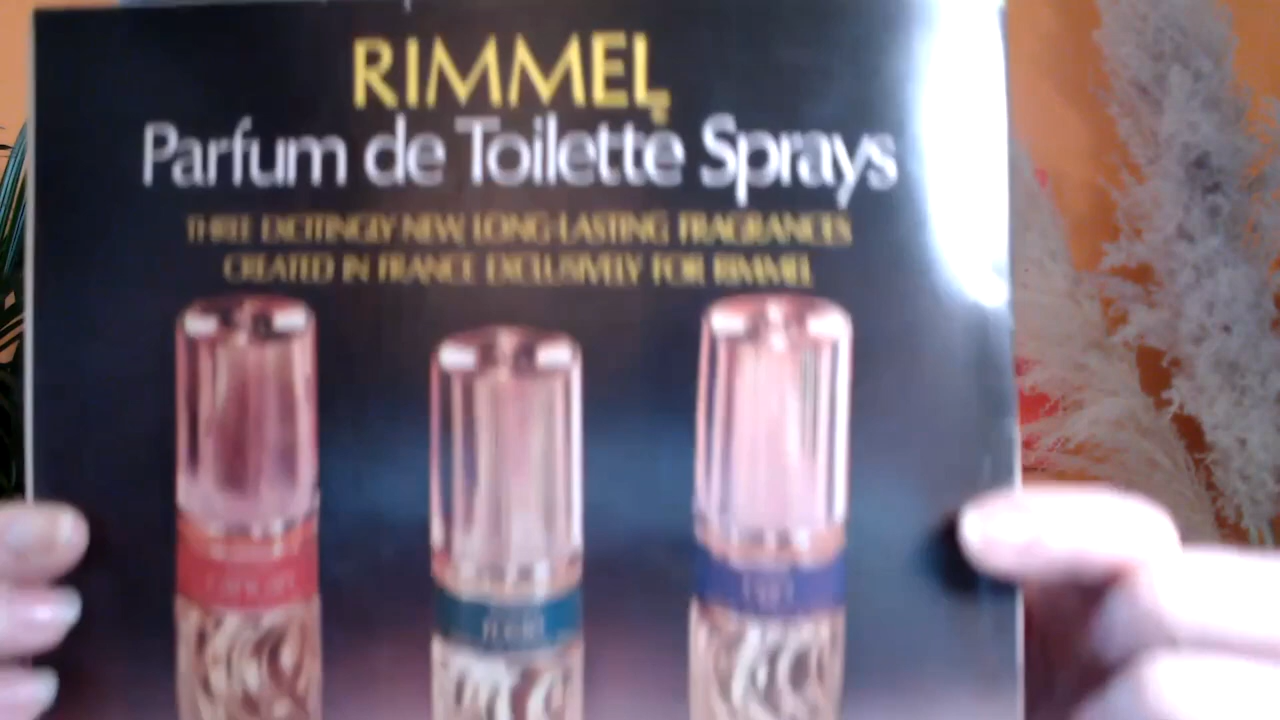 RIMMEL
Parfum de Toilette Sprays
THREE EXCITINGLY NEW, LONG-LASTING FRAGRANCES
CREATED IN FRANCE EXCLUSIVELY FOR RIMMEL